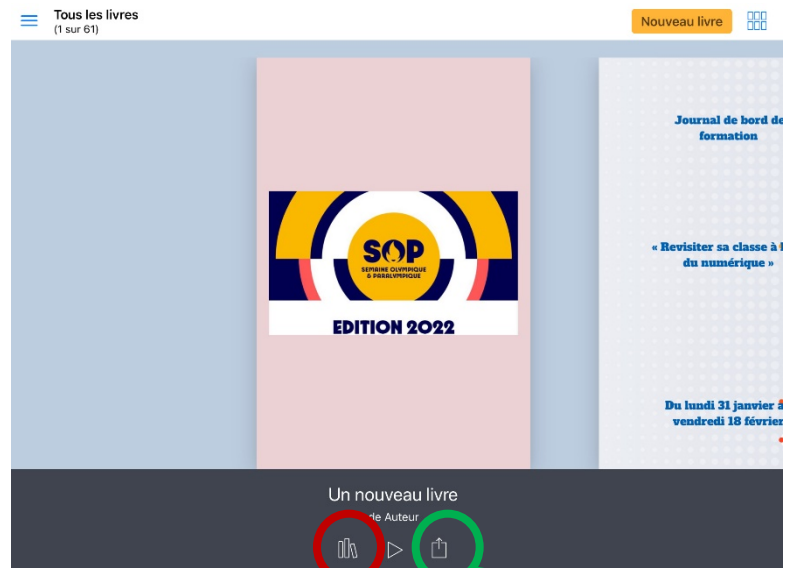 Tous les livres
(1 sur 61)
Nouveau livre
SOP
SEMAINE OLYMPIQUE
& PARALYMPIQUE
EDITION 2022
Journal de bord de
formation
« Revisiter sa classe à
du numérique »
Du lundi 31 janvier a
vendredi 18 février
Un nouveau livre
de Auteur